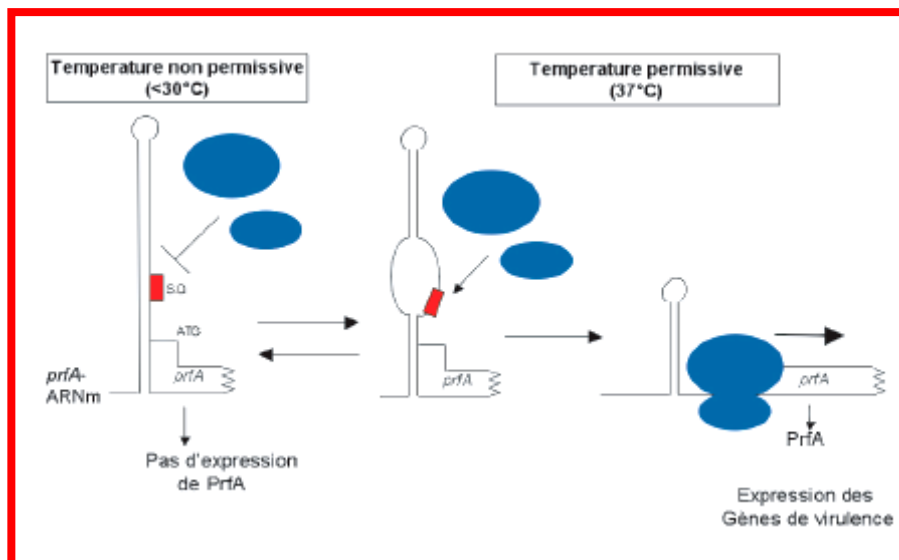 Temperature non permissive
(<30°C)
Temperature permissive
(37°C)
S.D.
ATG
prfA-
ARNm
prfA
prfA
prfA
Pas d'expression
de PrfA
PrfA
Expression des
Gènes de virulence